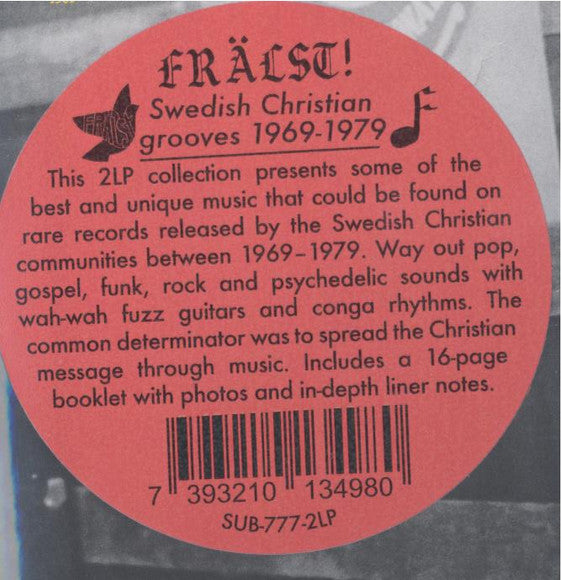 FRÄLST!
Swedish Christian
grooves 1969-1979
This 2LP collection presents some of the
best and unique music that could be found on
rare records released by the Swedish Christian
communities between 1969–1979. Way out pop,
gospel, funk, rock and psychedelic sounds with
wah-wah fuzz guitars and conga rhythms. The
common determinator was to spread the Christian
message through music. Includes a 16-page
booklet with photos and in-depth liner notes.
7 393210 134980
SUB-777-2LP